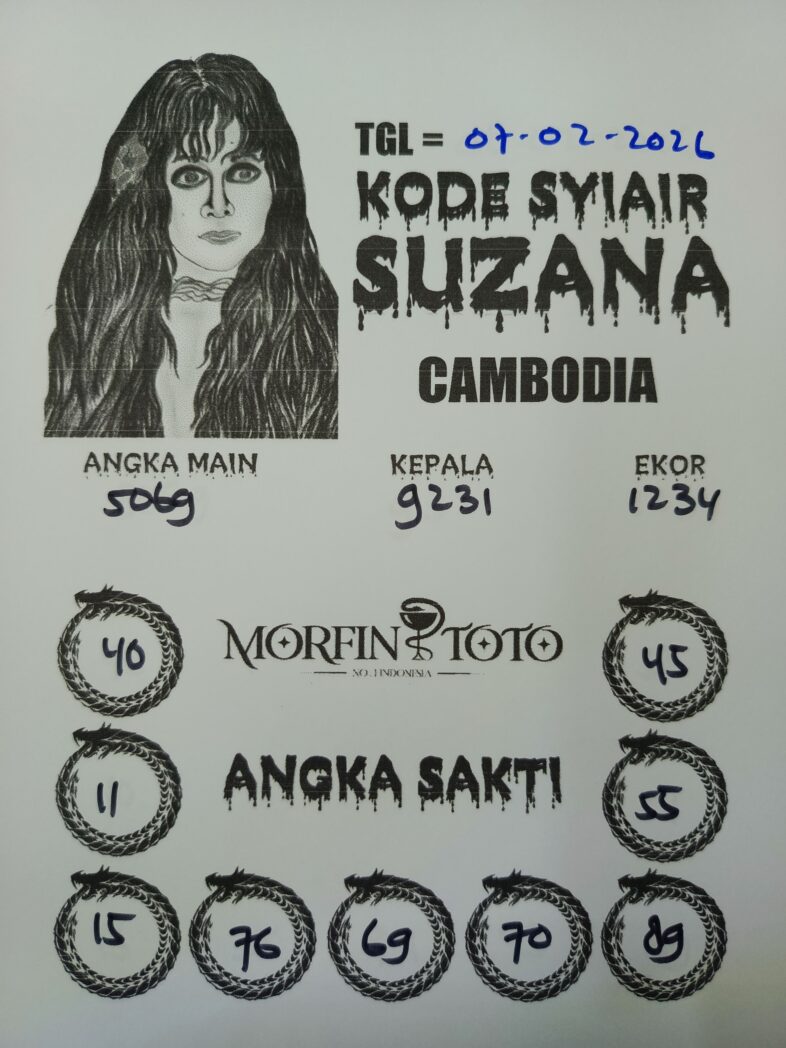 TGL = 07-02-2026
KODE SYIAIR
SUZANA
CAMBODIA
ANGKA MAIN KEPALA EKOR
5069 9231 1234
40 MORFIN TOTO 45
NO.1 INDONESIA
11 ANGKA SAKTI 55
15 76 69 70 89